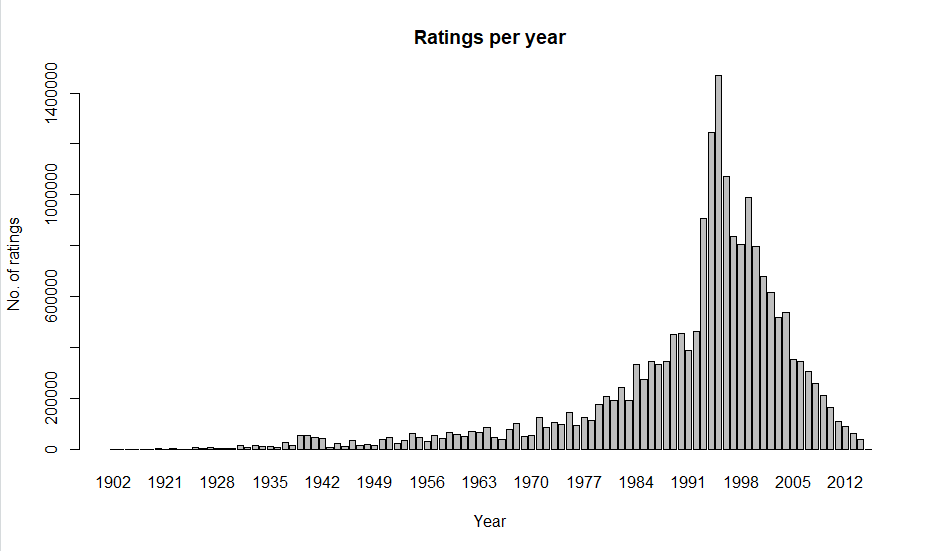 Ratings per year
No. of ratings
1400000
1000000
600000
200000
0
1902 1921 1928 1935 1942 1949 1956 1963 1970 1977 1984 1991 1998 2005 2012
Year